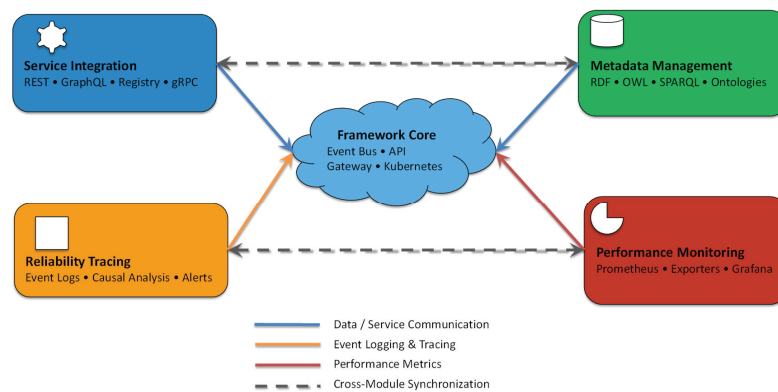 Service Integration
REST • GraphQL • Registry • gRPC
Metadata Management
RDF • OWL • SPARQL • Ontologies
Framework Core
Event Bus • API
Gateway • Kubernetes
Reliability Tracing
Event Logs • Causal Analysis • Alerts
Performance Monitoring
Prometheus • Exporters • Grafana
Data / Service Communication
Event Logging & Tracing
Performance Metrics
Cross-Module Synchronization